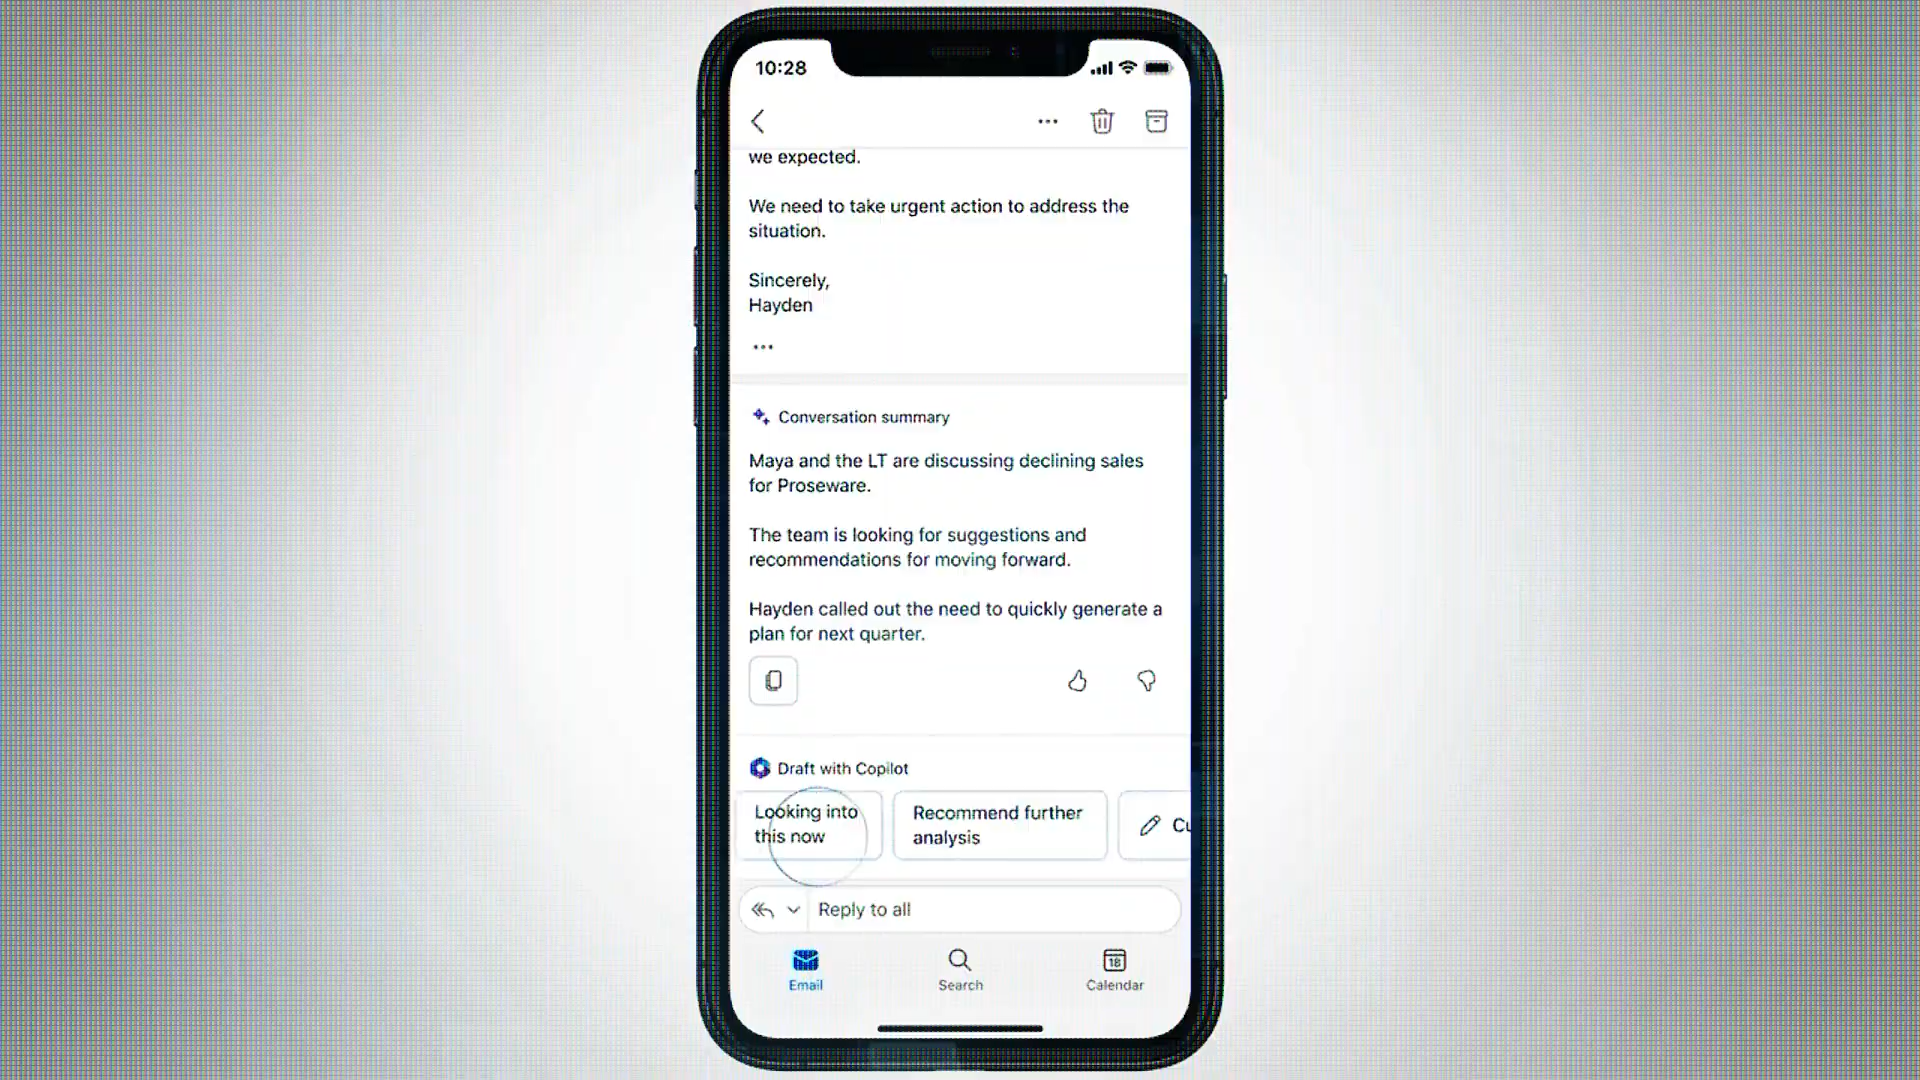 10:28
we expected.
We need to take urgent action to address the
situation.
Sincerely,
Hayden
Conversation summary
Maya and the LT are discussing declining sales
for Proseware.
The team is looking for suggestions and
recommendations for moving forward.
Hayden called out the need to quickly generate a
plan for next quarter.
Draft with Copilot
Looking into
this now
Recommend further
analysis
Cu
Reply to all
18
Email
Search
Calendar